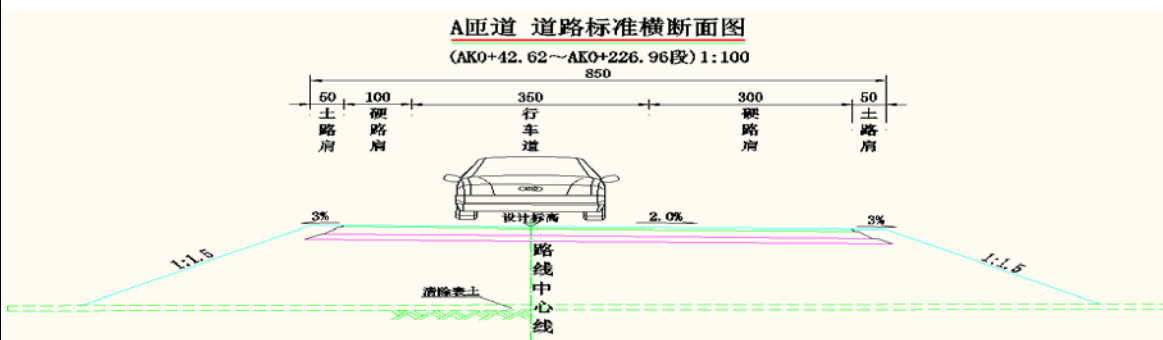 A匝道 道路标准横断面图
(AK0+42.62～AK0+226.96段)1:100
850
50 100 350 300 50
土路肩 硬路肩 行车道 硬路肩 土路肩
3% 设计标高 2.0% 3%
1:1.5 1:1.5
路线中心线
清除表土